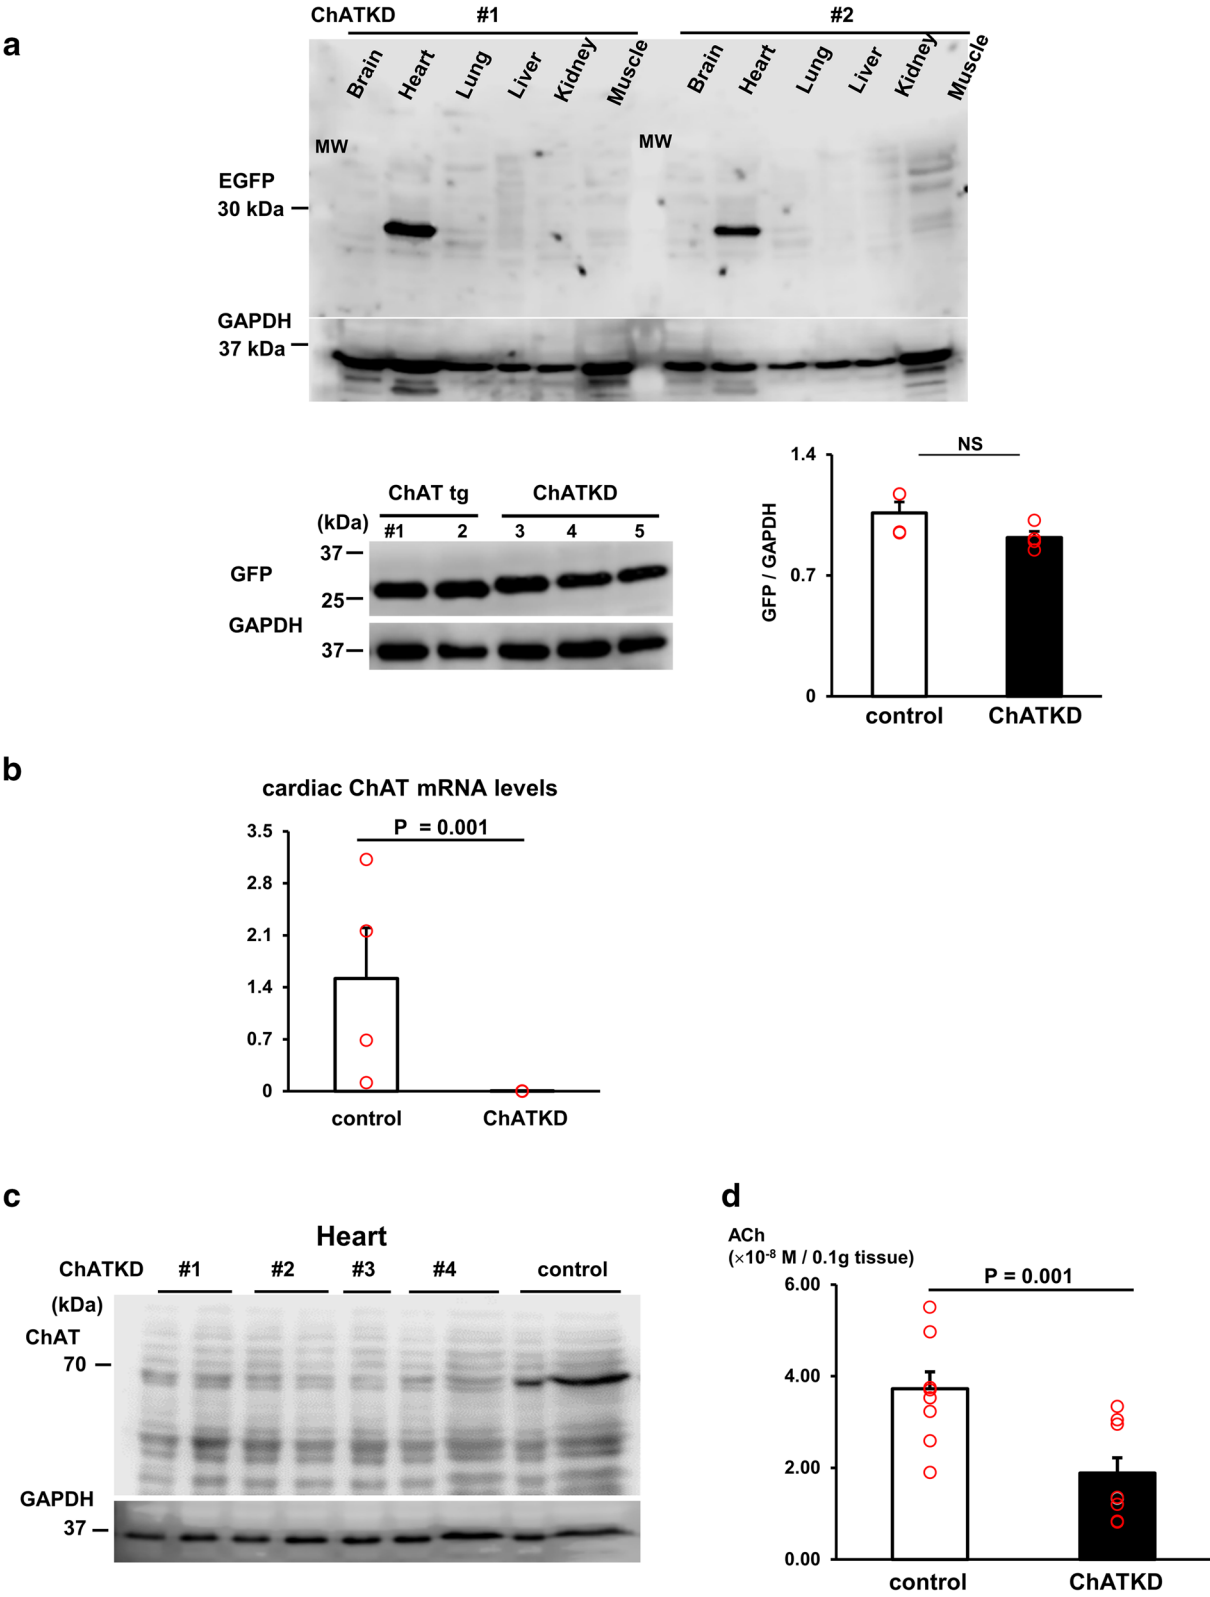 a
ChATKD #1 #2
Brain Heart Lung Liver Kidney Muscle Brain Heart Lung Liver Kidney Muscle
MW MW
EGFP
30 kDa
GAPDH
37 kDa
ChAT tg ChATKD
(kDa) #1 2 3 4 5
37
GFP
25
GAPDH
37
NS
1.4
0.7
0
GFP / GAPDH
control ChATKD
b
cardiac ChAT mRNA levels
P = 0.001
3.5
2.8
2.1
1.4
0.7
0
control ChATKD
c
Heart
ChATKD #1 #2 #3 #4 control
(kDa)
ChAT
70
GAPDH
37
d
ACh
(×10⁻⁸ M / 0.1g tissue)
P = 0.001
6.00
4.00
2.00
0.00
control ChATKD